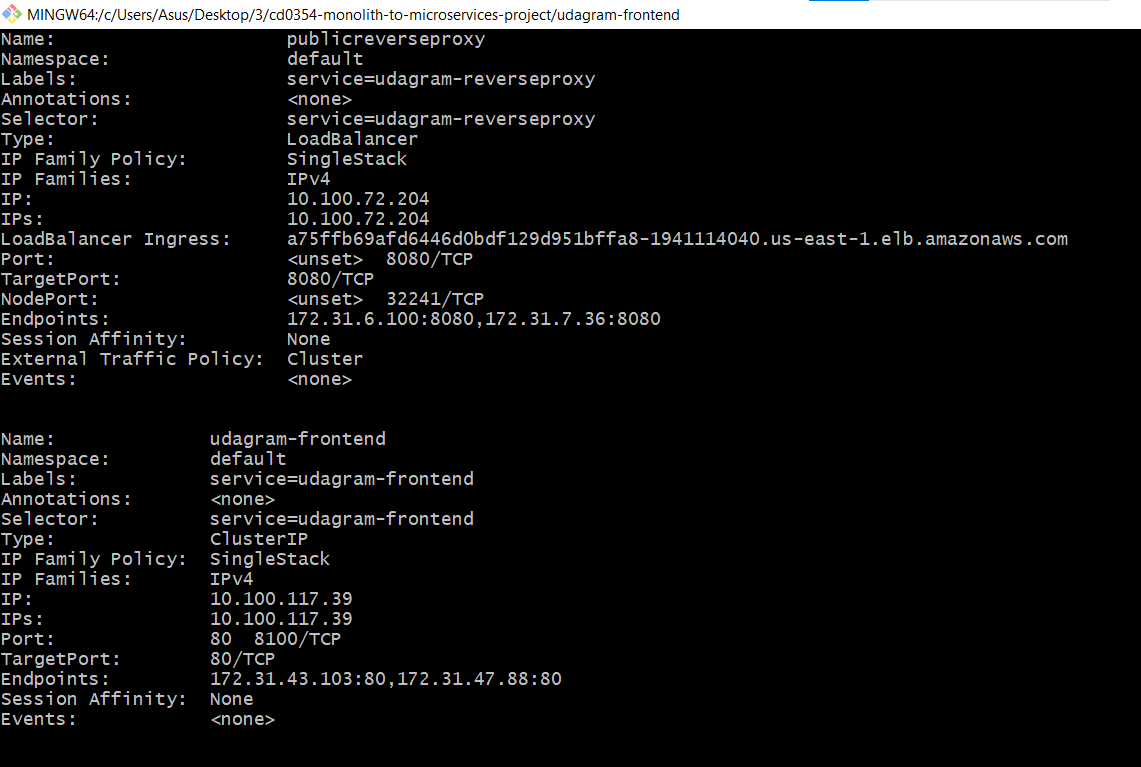 MINGW64:/c/Users/Asus/Desktop/3/cd0354-monolith-to-microservices-project/udagram-frontend
Name:                     publicreverseproxy
Namespace:                default
Labels:                   service=udagram-reverseproxy
Annotations:              <none>
Selector:                 service=udagram-reverseproxy
Type:                     LoadBalancer
IP Family Policy:         SingleStack
IP Families:              IPv4
IP:                       10.100.72.204
IPs:                      10.100.72.204
LoadBalancer Ingress:     a75ffb69afd6446d0bdf129d951bffa8-1941114040.us-east-1.elb.amazonaws.com
Port:                     <unset>  8080/TCP
TargetPort:               8080/TCP
NodePort:                 <unset>  32241/TCP
Endpoints:                172.31.6.100:8080,172.31.7.36:8080
Session Affinity:         None
External Traffic Policy:  Cluster
Events:                   <none>

Name:              udagram-frontend
Namespace:         default
Labels:            service=udagram-frontend
Annotations:       <none>
Selector:          service=udagram-frontend
Type:              ClusterIP
IP Family Policy:  SingleStack
IP Families:       IPv4
IP:                10.100.117.39
IPs:               10.100.117.39
Port:              80  8100/TCP
TargetPort:        80/TCP
Endpoints:         172.31.43.103:80,172.31.47.88:80
Session Affinity:  None
Events:            <none>